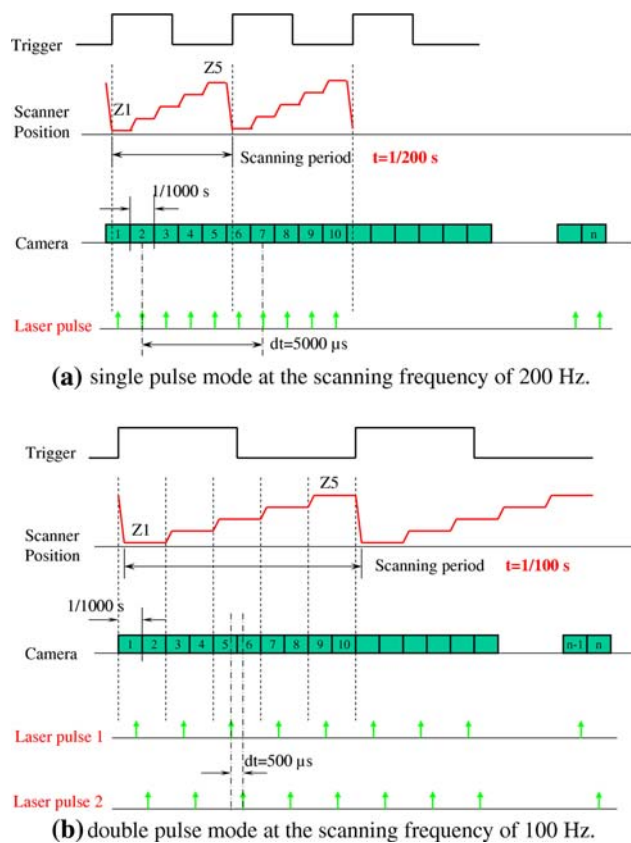 Trigger
Z1
Z5
Scanner
Position
Scanning period t=1/200 s
1/1000 s
Camera
1 2 3 4 5 6 7 8 9 10 n
Laser pulse
dt=5000 μs
(a) single pulse mode at the scanning frequency of 200 Hz.
Trigger
Z1
Z5
Scanner
Position
Scanning period t=1/100 s
1/1000 s
Camera
1 2 3 4 5 6 7 8 9 10 n-1 n
Laser pulse 1
dt=500 μs
Laser pulse 2
(b) double pulse mode at the scanning frequency of 100 Hz.